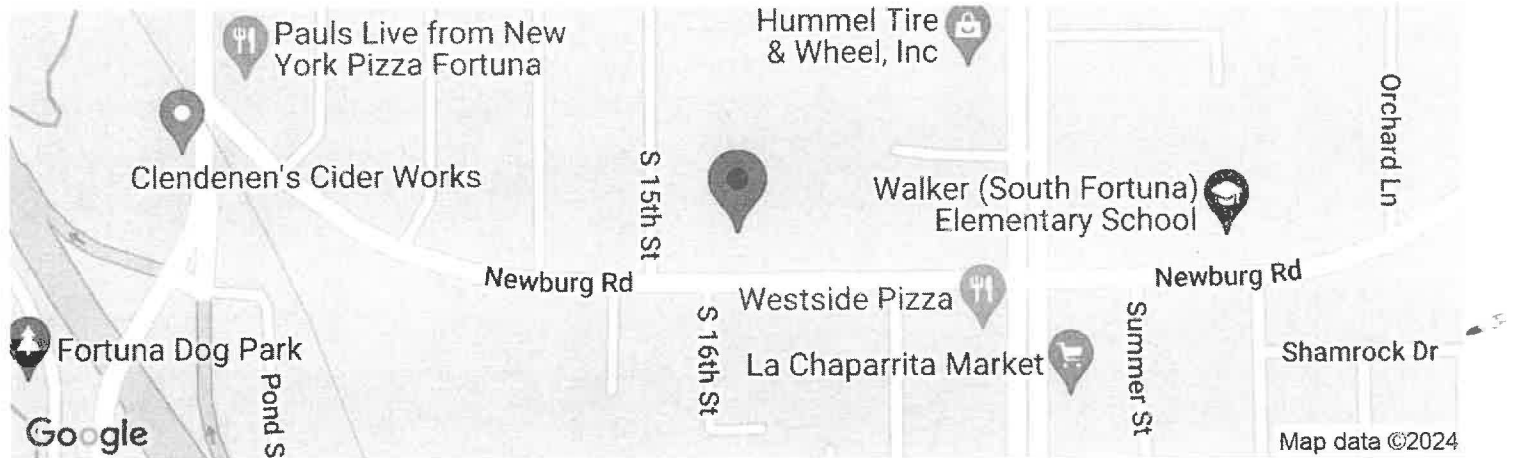 Pauls Live from New
York Pizza Fortuna
Hummel Tire
& Wheel, Inc
Orchard Ln
Clendenen's Cider Works
S 15th St
Walker (South Fortuna)
Elementary School
Newburg Rd
Newburg Rd
Westside Pizza
S 16th St
Summer St
Fortuna Dog Park
La Chaparrita Market
Shamrock Dr
Pond S
Google
Map data ©2024